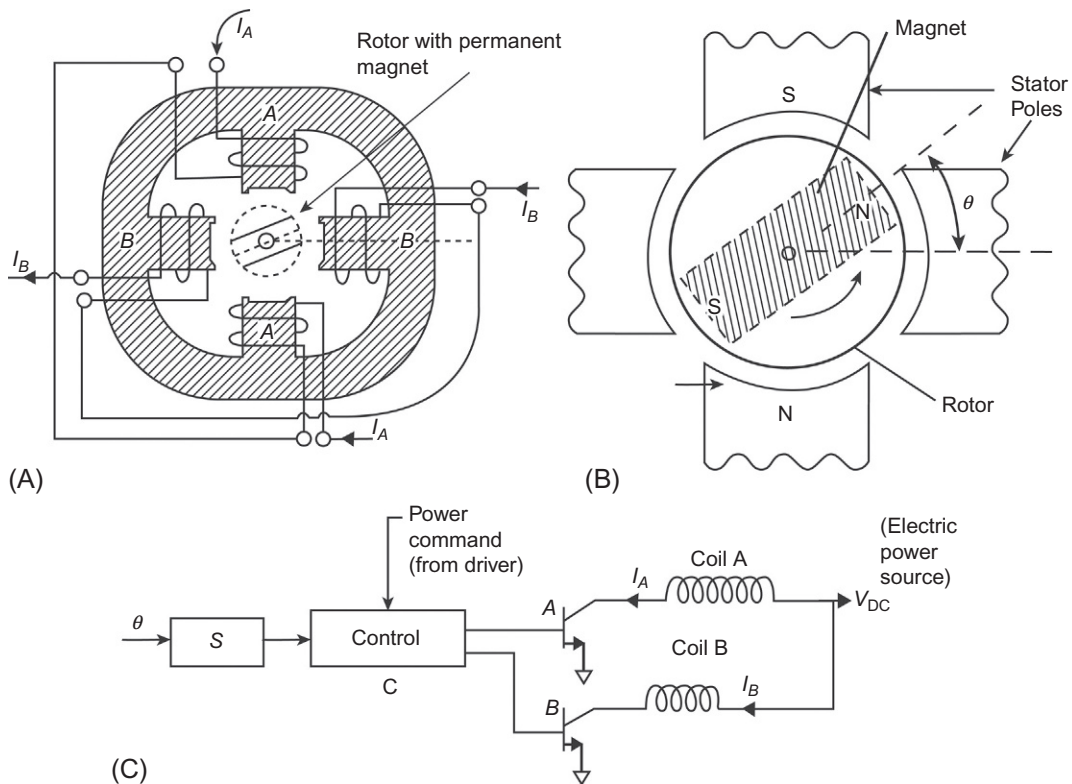 I_A
Rotor with permanent
magnet
A
B
B
I_B
I_B
A
I_A
(A)
Magnet
S
Stator
Poles
N
θ
S
N
Rotor
(B)
Power
command
(from driver)
(Electric
power
source)
Coil A
I_A
A
V_DC
θ
S
Control
C
Coil B
B
I_B
(C)